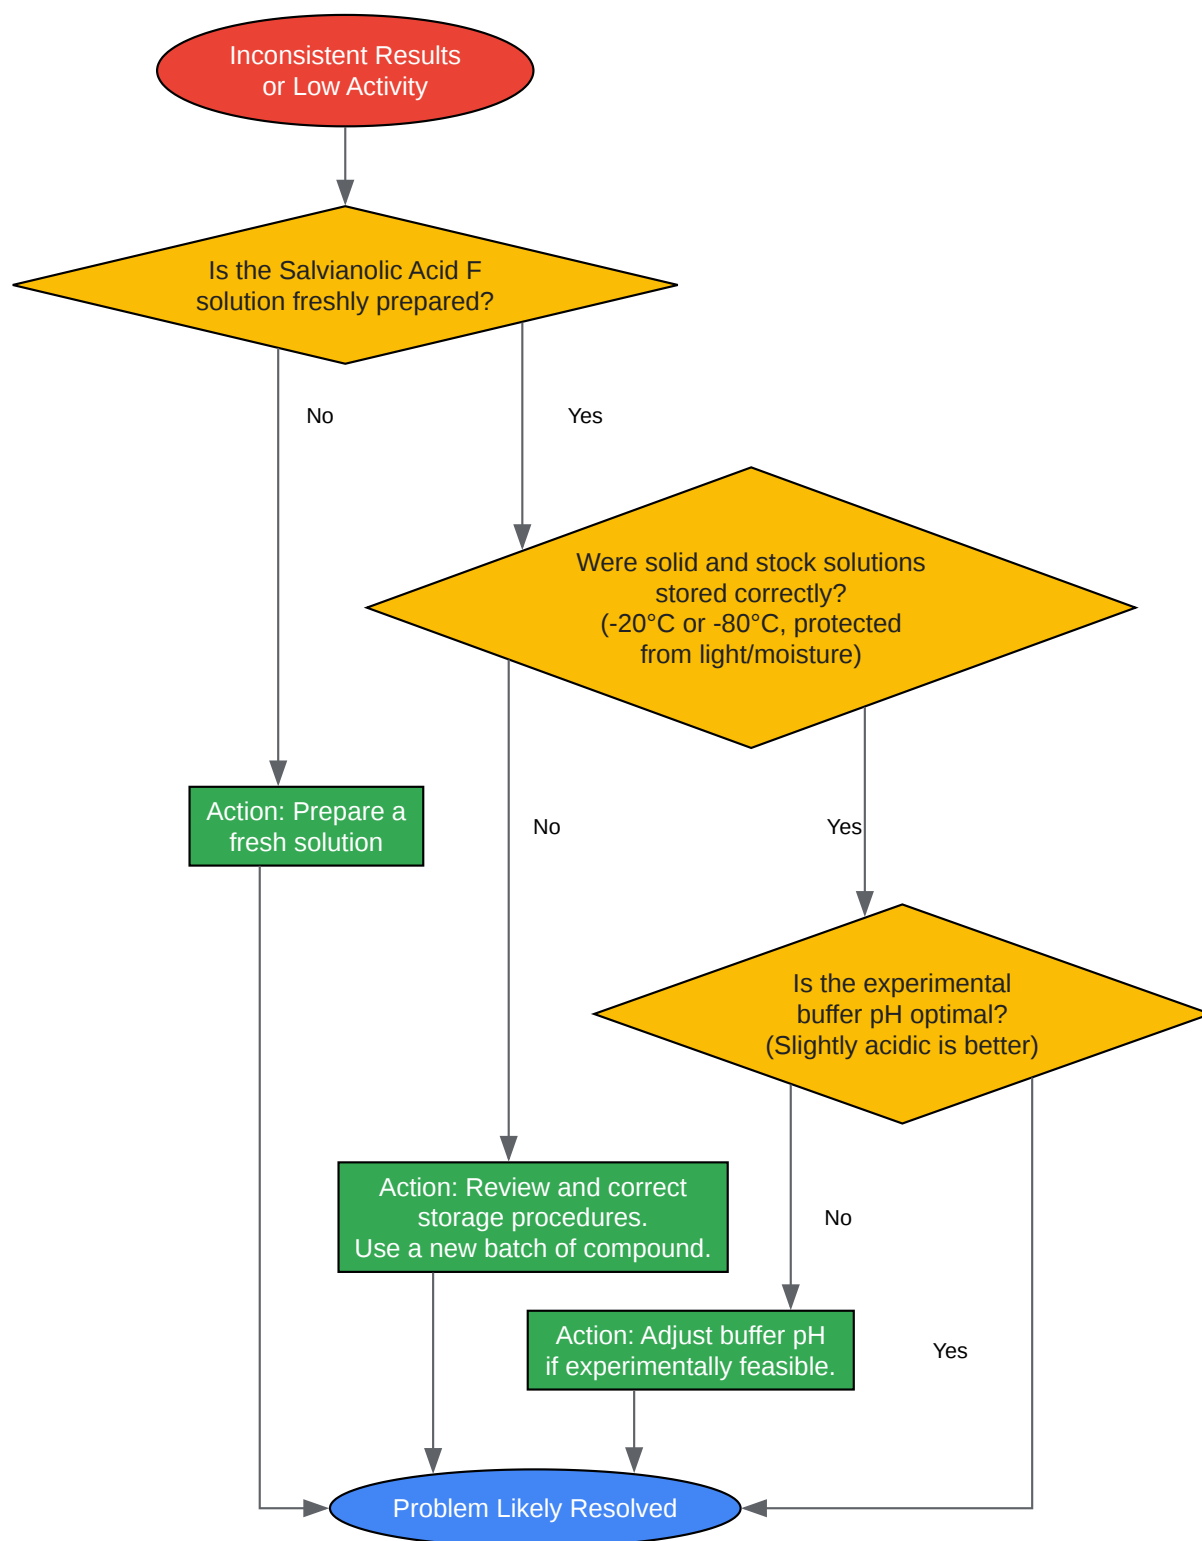 Inconsistent Results
or Low Activity
Is the Salvianolic Acid F
solution freshly prepared?
No
Yes
Were solid and stock solutions
stored correctly?
(-20°C or -80°C, protected
from light/moisture)
Action: Prepare a
fresh solution
No
Yes
Is the experimental
buffer pH optimal?
(Slightly acidic is better)
Action: Review and correct
storage procedures.
Use a new batch of compound.
No
Action: Adjust buffer pH
if experimentally feasible.
Yes
Problem Likely Resolved